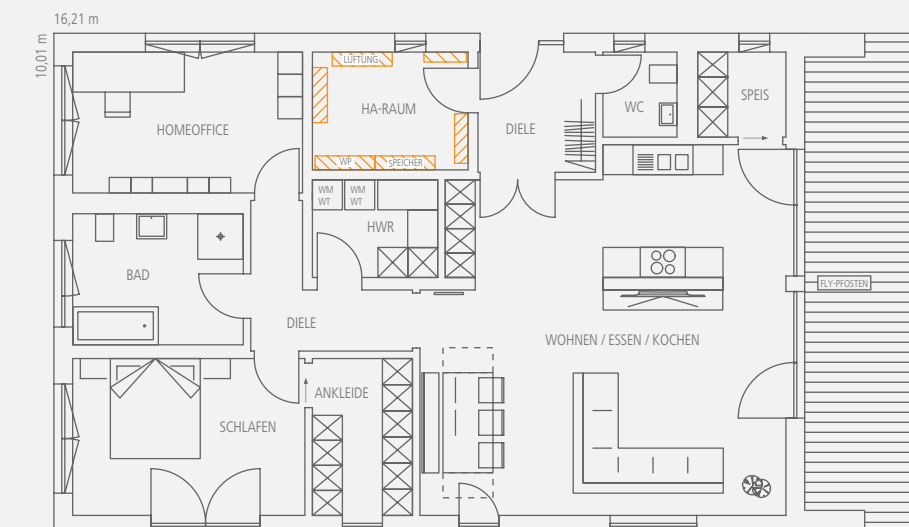 16,21 m
10,01 m
LÜFTUNG
HOMEOFFICE
HA-RAUM
DIELE
WC
SPEIS
WP
SPEICHER
WM
WT
WM
WT
HWR
BAD
DIELE
FLY-PFOSTEN
WOHNEN / ESSEN / KOCHEN
ANKLEIDE
SCHLAFEN